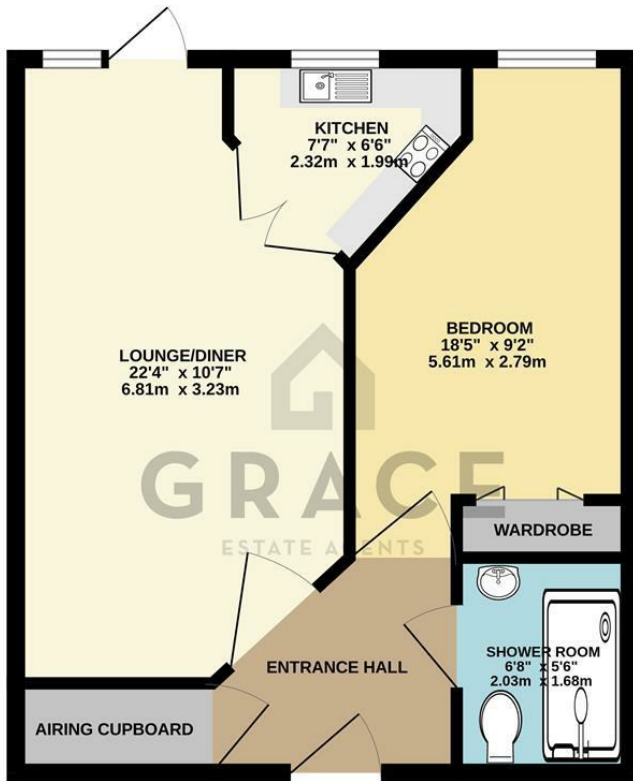 KITCHEN
7'7" x 6'6"
2.32m x 1.99m
LOUNGE/DINER
22'4" x 10'7"
6.81m x 3.23m
BEDROOM
18'5" x 9'2"
5.61m x 2.79m
GRACE
ESTATE AGENTS
WARDROBE
SHOWER ROOM
6'8" x 5'6"
2.03m x 1.68m
ENTRANCE HALL
AIRING CUPBOARD